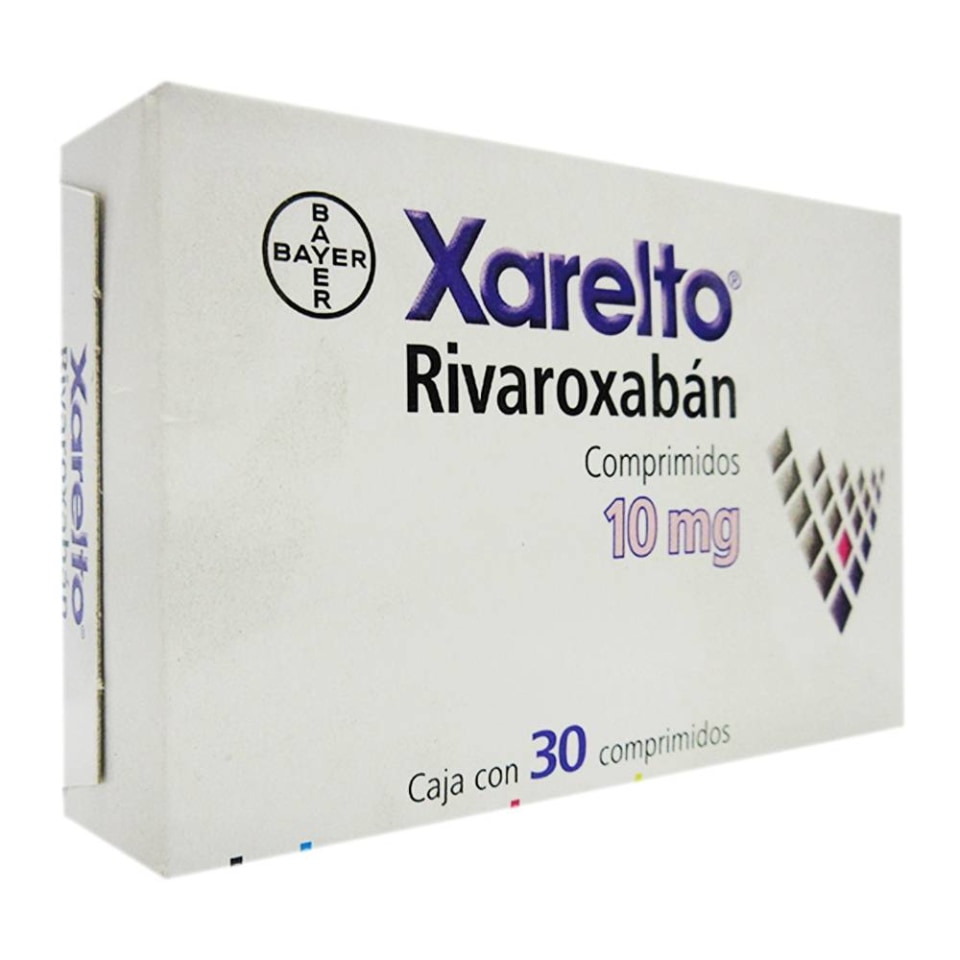 BAYER
BAYER
Xarelto®
Rivaroxabán
Comprimidos
10 mg
Caja con 30 comprimidos
Xarelto®
Rivaroxabán